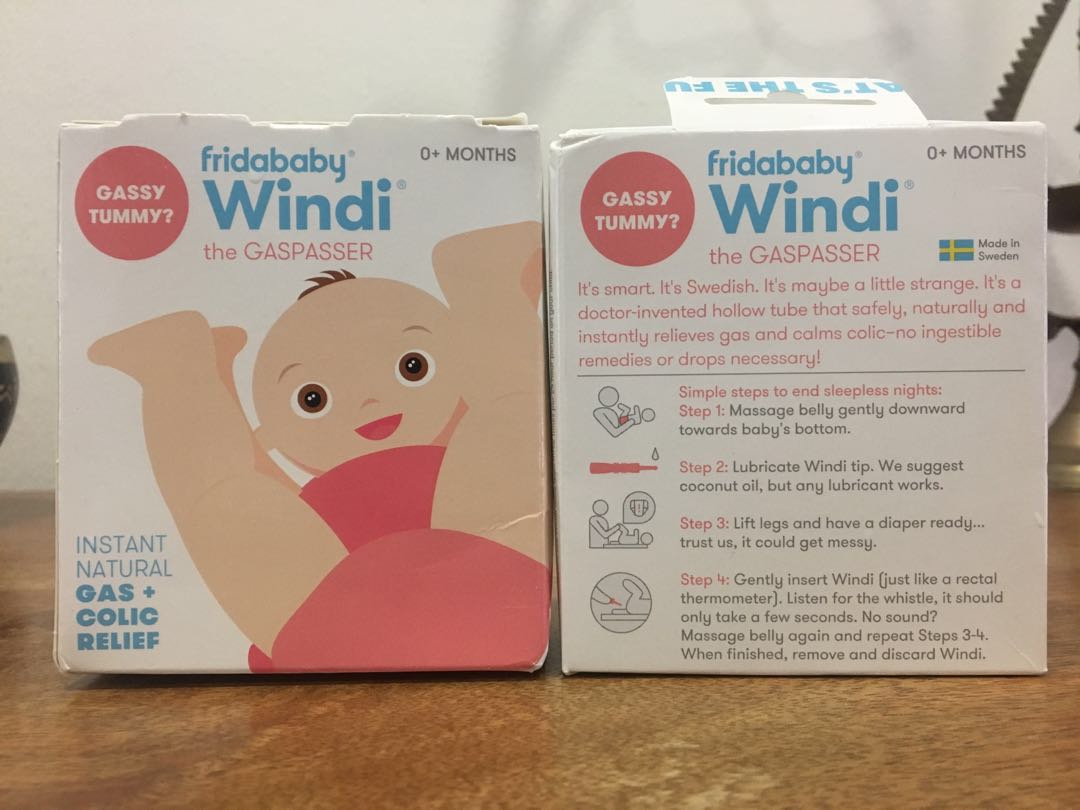 GASSY
TUMMY?
fridababy®
Windi®
the GASPASSER
0+ MONTHS
INSTANT
NATURAL
GAS +
COLIC
RELIEF
AT'S THE FU
GASSY
TUMMY?
fridababy®
Windi®
the GASPASSER
0+ MONTHS
Made in
Sweden
It's smart. It's Swedish. It's maybe a little strange. It's a
doctor-invented hollow tube that safely, naturally and
instantly relieves gas and calms colic–no ingestible
remedies or drops necessary!
Simple steps to end sleepless nights:
Step 1: Massage belly gently downward
towards baby's bottom.
Step 2: Lubricate Windi tip. We suggest
coconut oil, but any lubricant works.
Step 3: Lift legs and have a diaper ready...
trust us, it could get messy.
Step 4: Gently insert Windi (just like a rectal
thermometer). Listen for the whistle, it should
only take a few seconds. No sound?
Massage belly again and repeat Steps 3-4.
When finished, remove and discard Windi.